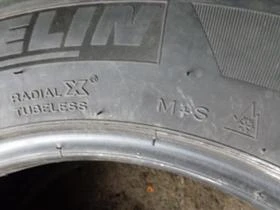 ELIN
RADIAL X®
TUBELESS
M+S